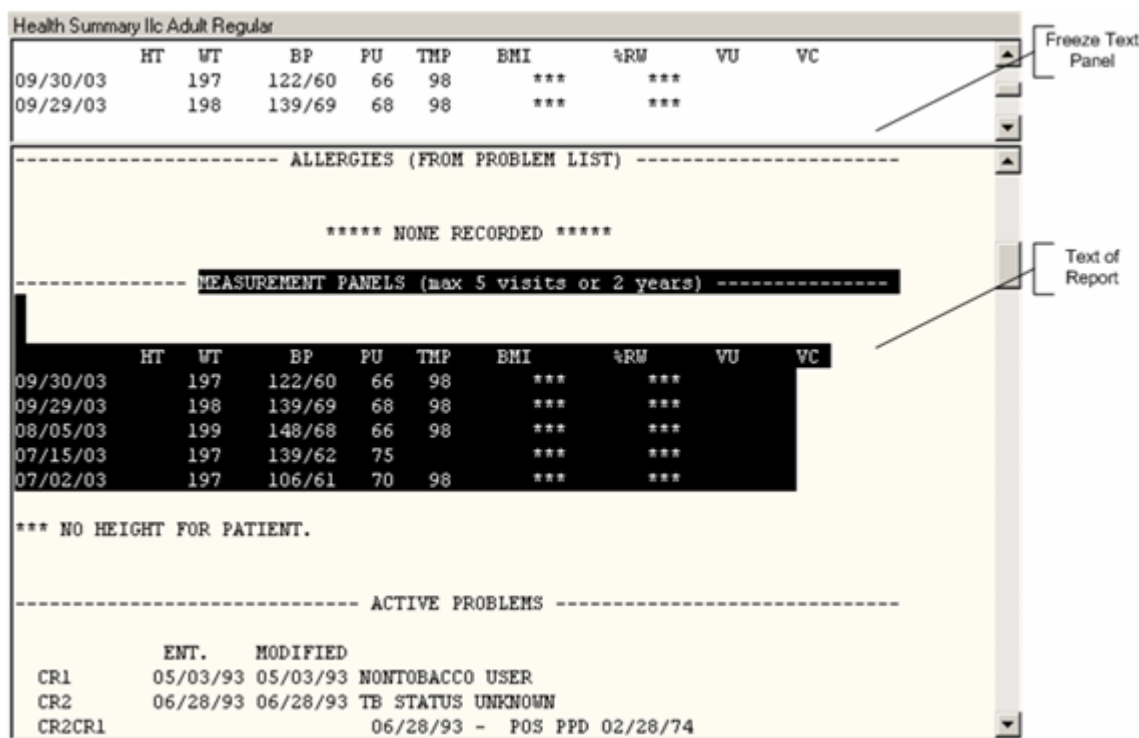 Health Summary IIc Adult Regular
HT WT BP PU TMP BMI %RW VU VC
09/30/03 197 122/60 66 98 *** ***
09/29/03 198 139/69 68 98 *** ***
Freeze Text
Panel
----------------------- ALLERGIES (FROM PROBLEM LIST) -----------------------
***** NONE RECORDED *****
--------------- MEASUREMENT PANELS (max 5 visits or 2 years) ---------------
Text of
Report
HT WT BP PU TMP BMI %RW VU VC
09/30/03 197 122/60 66 98 *** ***
09/29/03 198 139/69 68 98 *** ***
08/05/03 199 148/68 66 98 *** ***
07/15/03 197 139/62 75 *** ***
07/02/03 197 106/61 70 98 *** ***
*** NO HEIGHT FOR PATIENT.
------------------------------ ACTIVE PROBLEMS ------------------------------
ENT. MODIFIED
CR1 05/03/93 05/03/93 NONTOBACCO USER
CR2 06/28/93 06/28/93 TB STATUS UNKNOWN
CR2CR1 06/28/93 - POS PPD 02/28/74